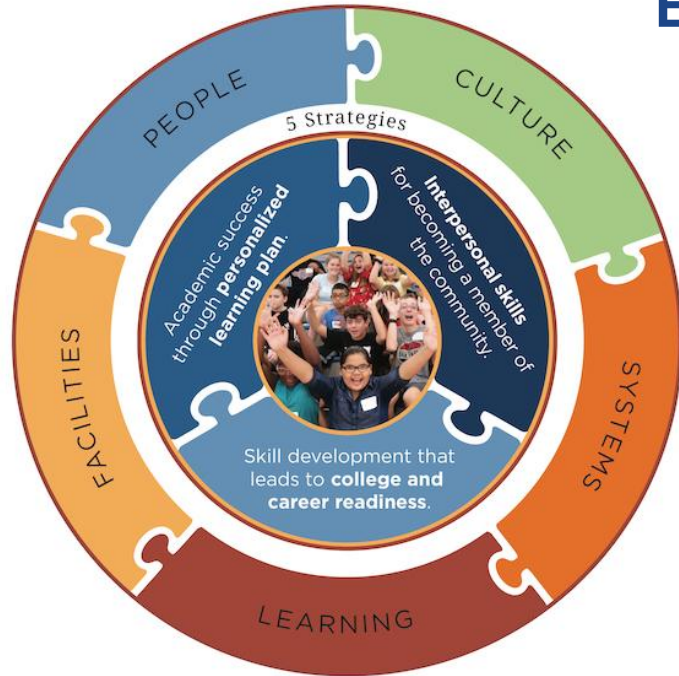 E
PEOPLE
CULTURE
5 Strategies
Academic success
through personalized
learning plan.
Interpersonal skills
for becoming a member of
the community.
FACILITIES
SYSTEMS
Skill development that
leads to college and
career readiness.
LEARNING